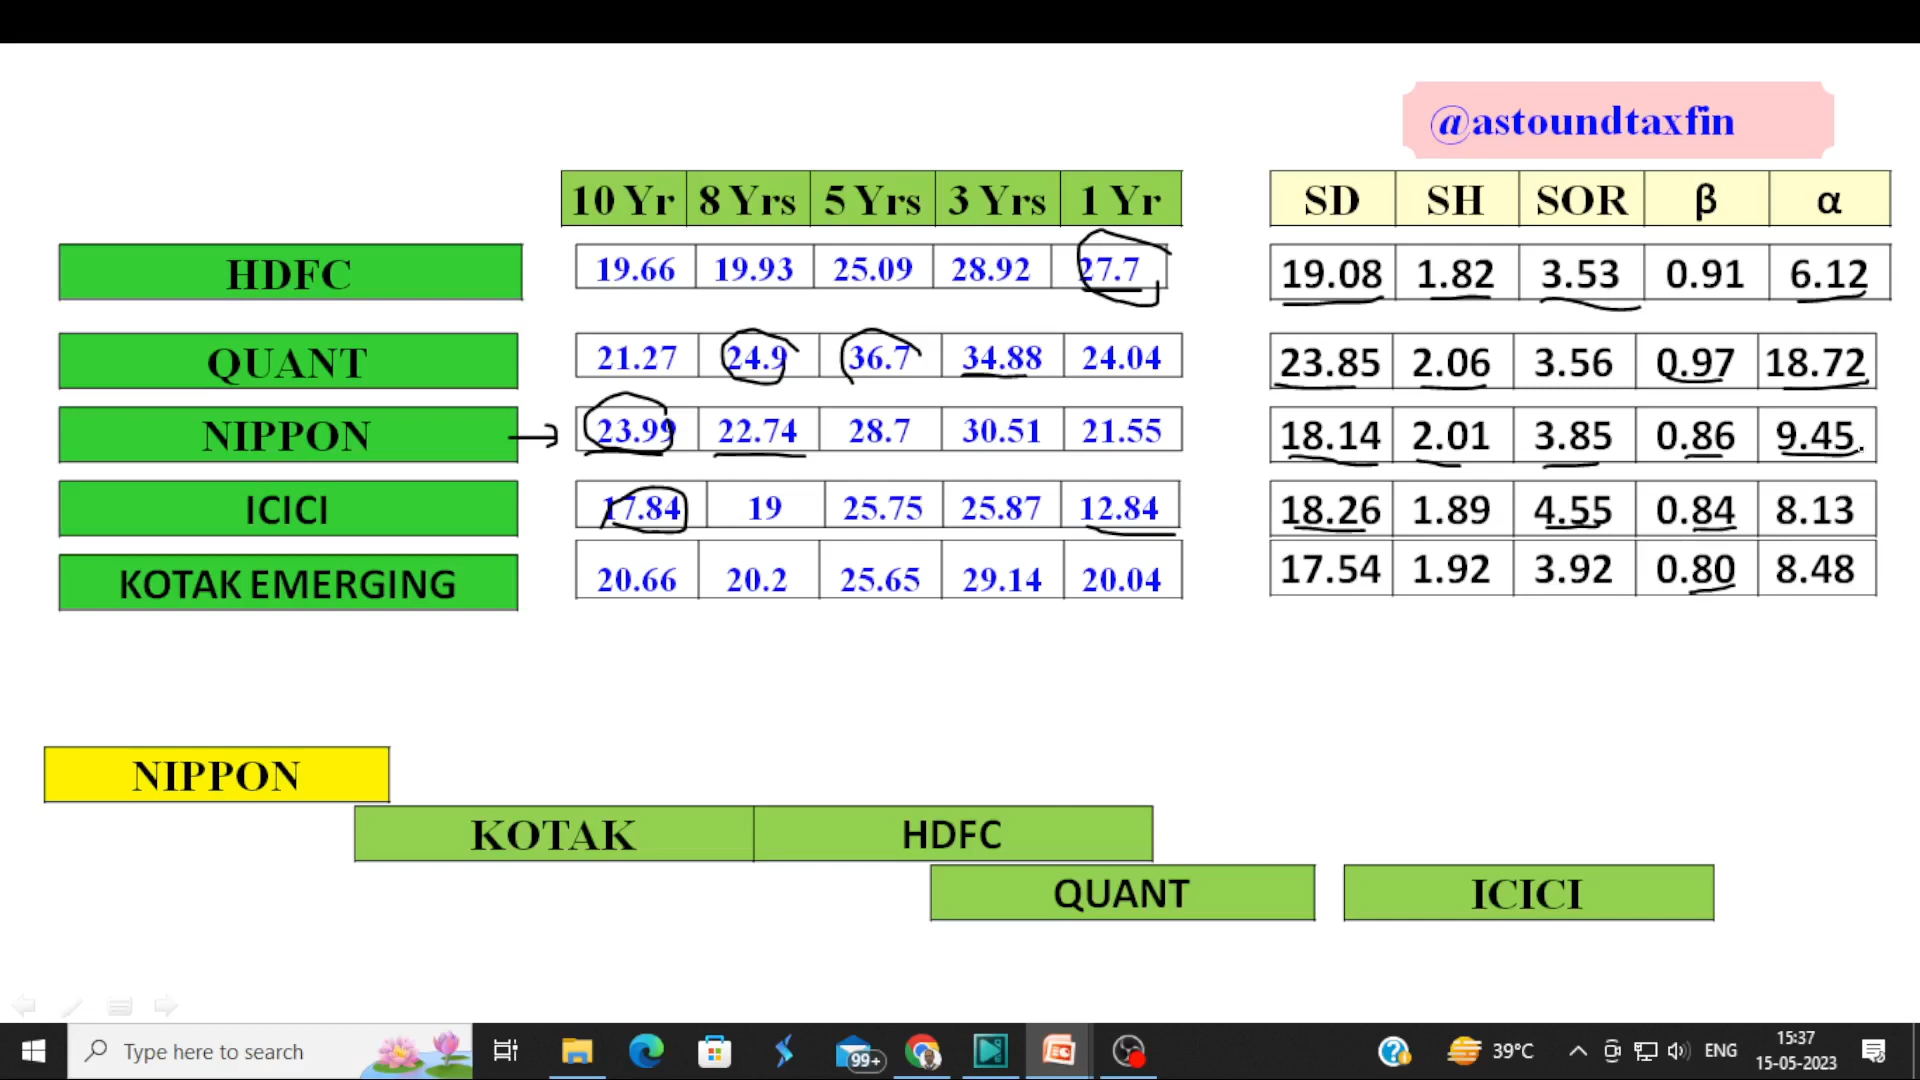 @astoundtaxfin
10 Yr 8 Yrs 5 Yrs 3 Yrs 1 Yr SD SH SOR β α
HDFC 19.66 19.93 25.09 28.92 27.7 19.08 1.82 3.53 0.91 6.12
QUANT 21.27 24.9 36.7 34.88 24.04 23.85 2.06 3.56 0.97 18.72
NIPPON 23.99 22.74 28.7 30.51 21.55 18.14 2.01 3.85 0.86 9.45
ICICI 17.84 19 25.75 25.87 12.84 18.26 1.89 4.55 0.84 8.13
KOTAK EMERGING 20.66 20.2 25.65 29.14 20.04 17.54 1.92 3.92 0.80 8.48
NIPPON
KOTAK HDFC
QUANT ICICI
Type here to search 99+ 39°C ENG 15:37
15-05-2023